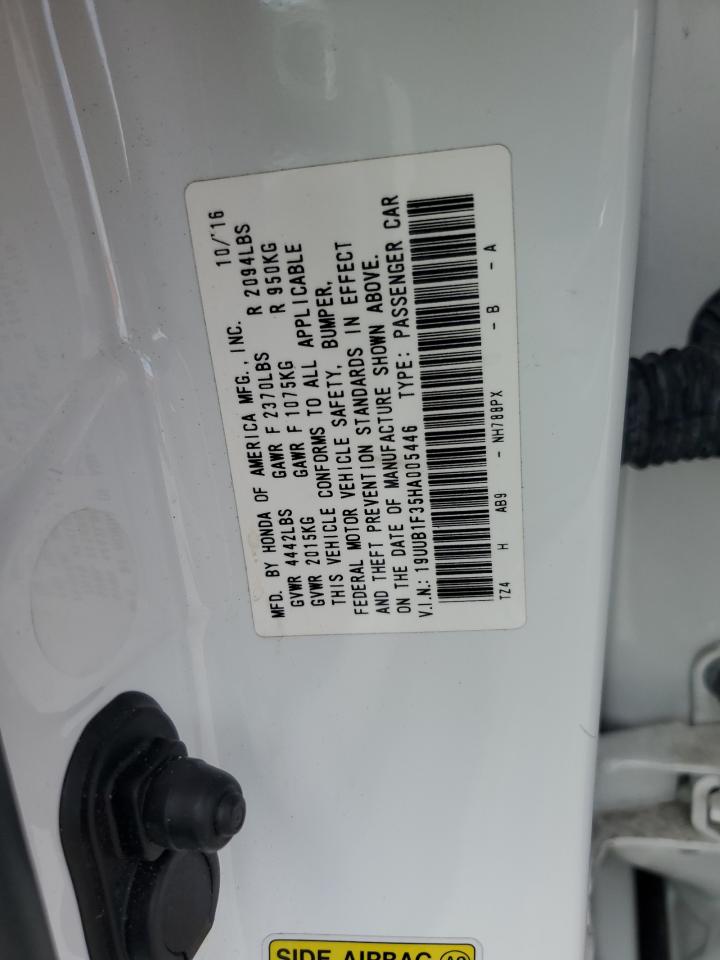 10/'16
MFD. BY HONDA OF AMERICA MFG., INC.
GVWR 4442LBS GAWR F 2370LBS R 2094LBS
GVWR 2015KG GAWR F 1075KG R 950KG
THIS VEHICLE CONFORMS TO ALL APPLICABLE
FEDERAL MOTOR VEHICLE SAFETY, BUMPER,
AND THEFT PREVENTION STANDARDS IN EFFECT
ON THE DATE OF MANUFACTURE SHOWN ABOVE.
V.I.N.: 19UUB1F35HA005446 TYPE: PASSENGER CAR
TZ4 H AB9 - NH788PX - B - A
SIDE AIRBAG